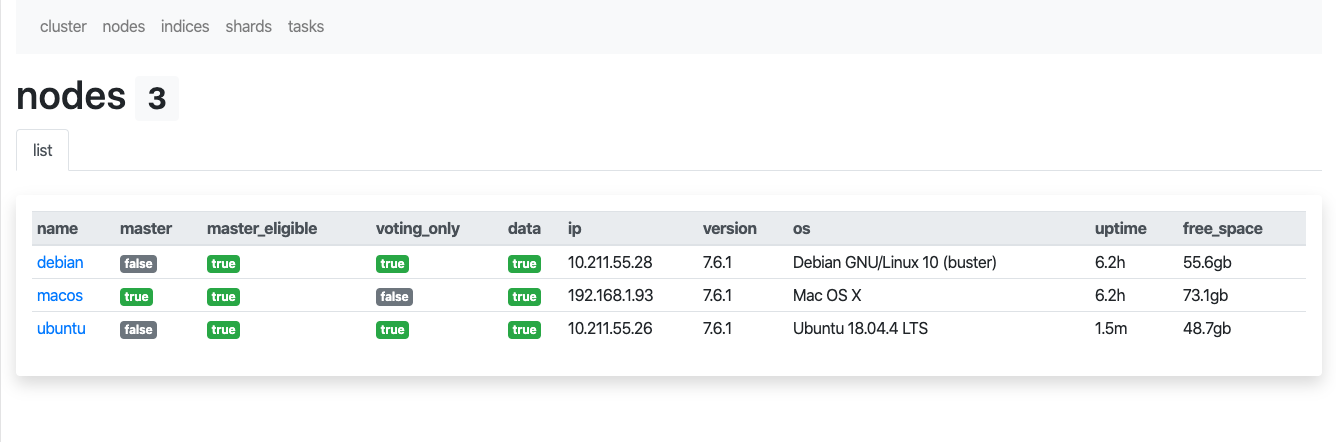 cluster nodes indices shards tasks
nodes 3
list
name master master_eligible voting_only data ip version os uptime free_space
debian false true true true 10.211.55.28 7.6.1 Debian GNU/Linux 10 (buster) 6.2h 55.6gb
macos true true false true 192.168.1.93 7.6.1 Mac OS X 6.2h 73.1gb
ubuntu false true true true 10.211.55.26 7.6.1 Ubuntu 18.04.4 LTS 1.5m 48.7gb